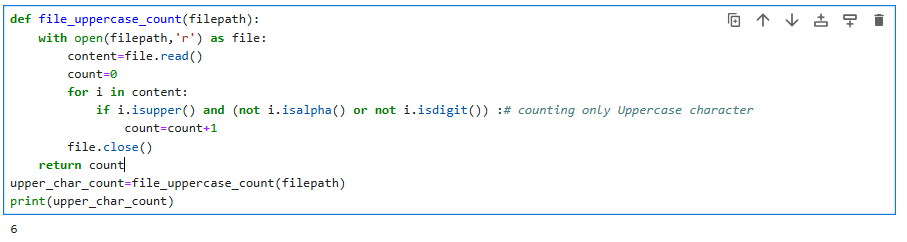 def file_uppercase_count(filepath):
    with open(filepath,'r') as file:
        content=file.read()
        count=0
        for i in content:
            if i.isupper() and (not i.isalpha() or not i.isdigit()) :# counting only Uppercase character
                count=count+1
        file.close()
    return count
upper_char_count=file_uppercase_count(filepath)
print(upper_char_count)
6